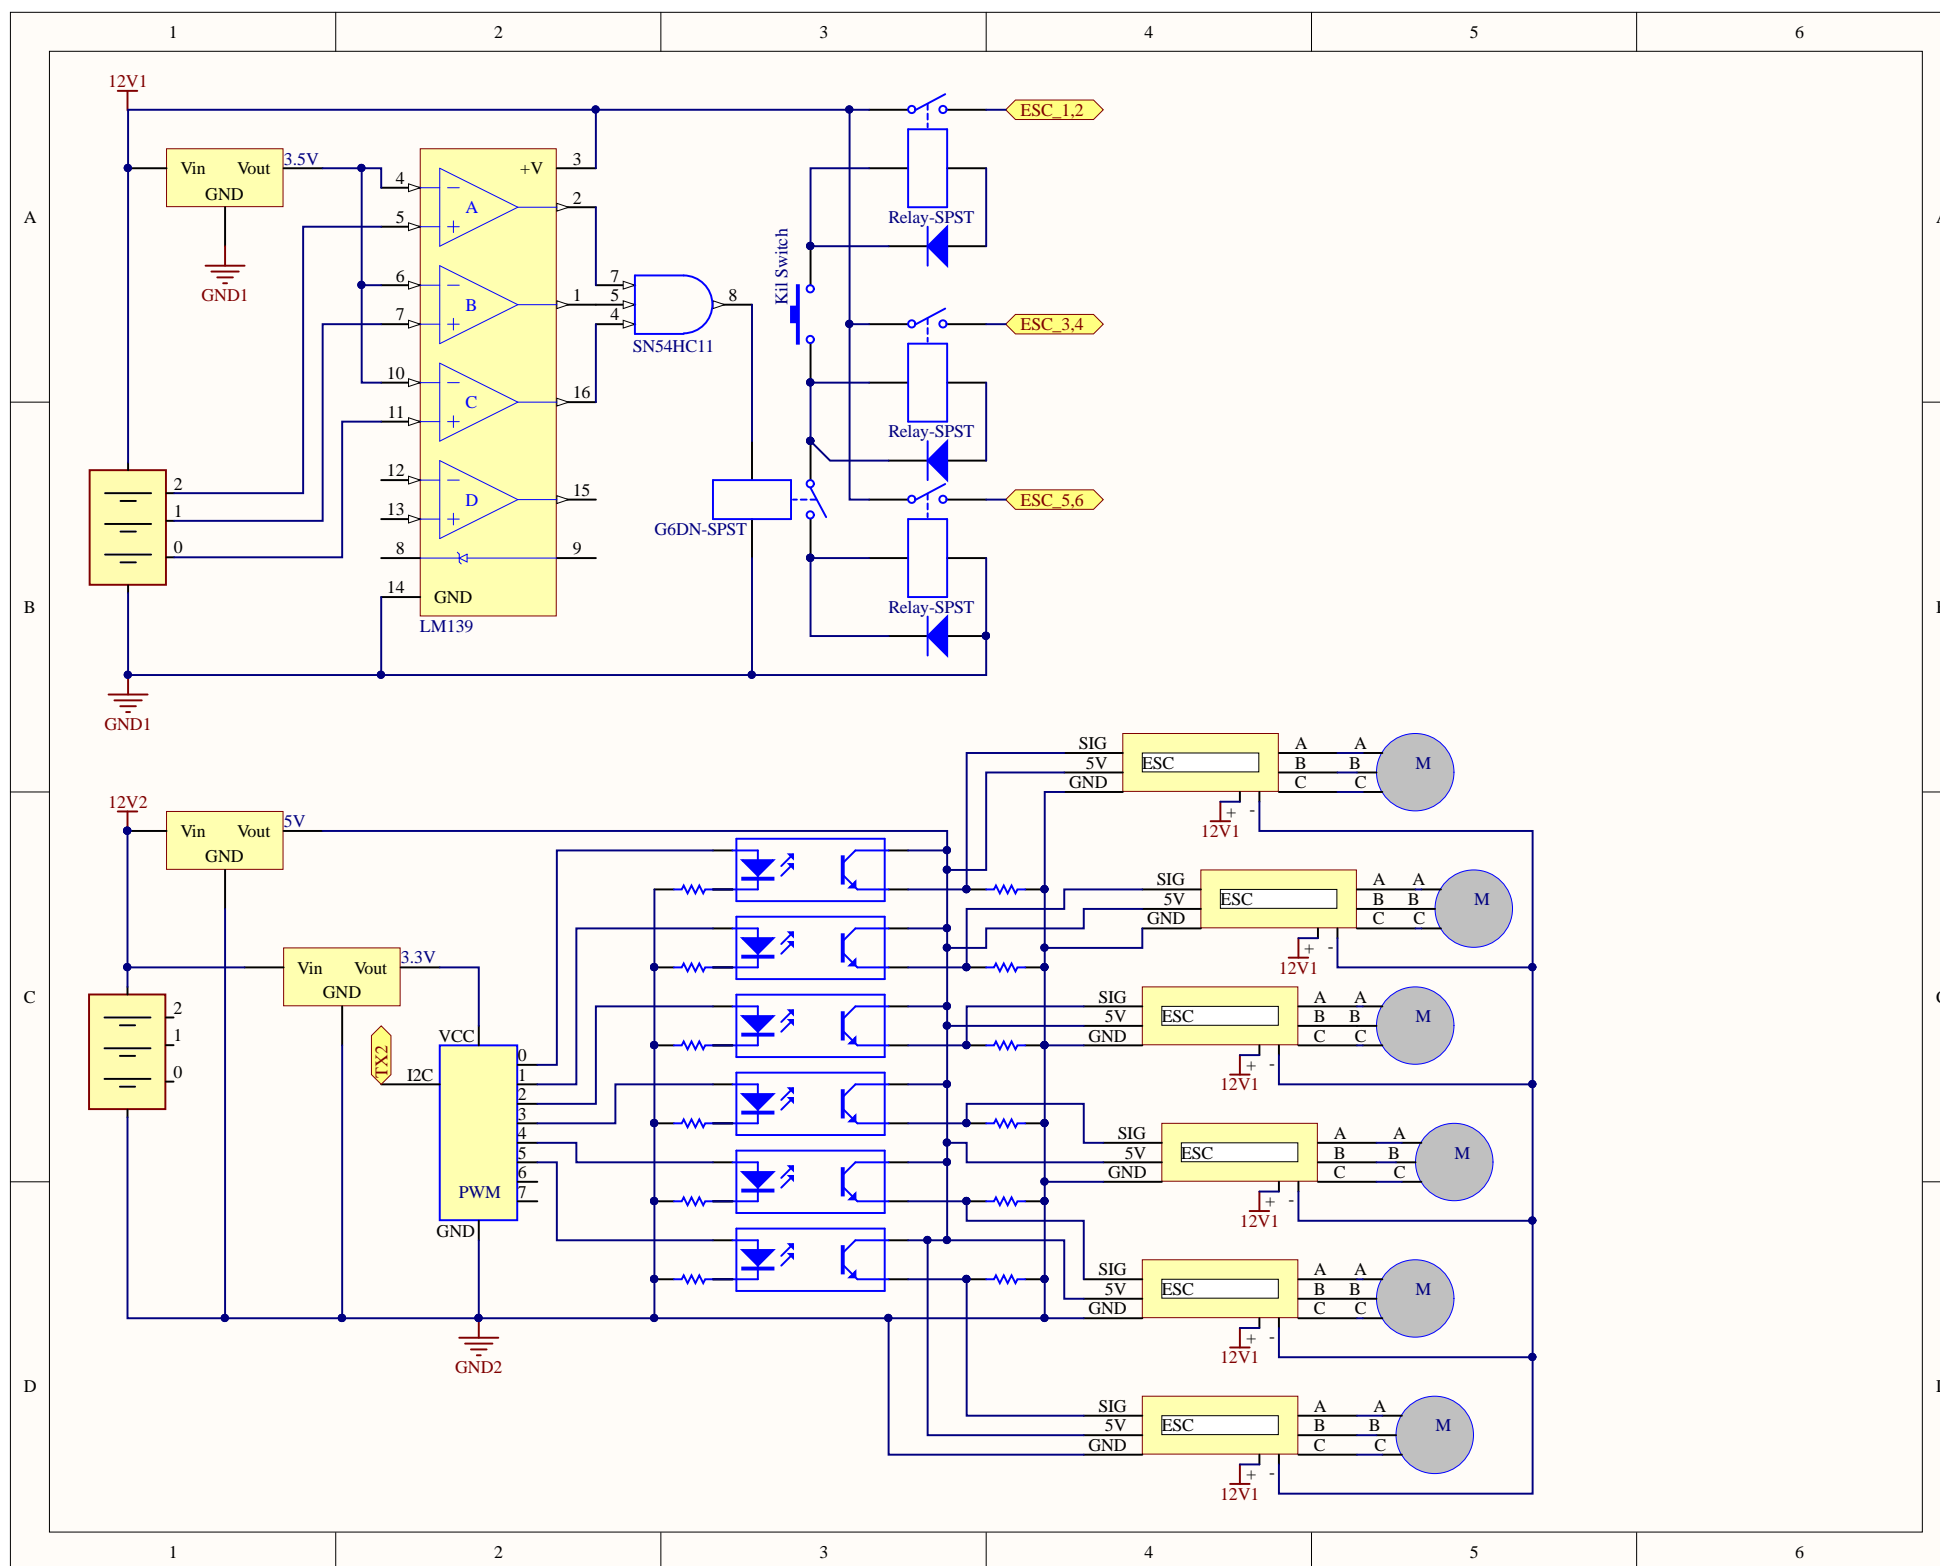 1 2 3 4 5 6
12V1
ESC_1,2
Vin Vout 3.5V
GND
GND1
+V 3
4 − A 2
5 +
A
Relay-SPST
Kil Switch
6 − B 1
7 +
7 5 4 8
SN54HC11
ESC_3,4
10 − C 16
11 +
Relay-SPST
12 − D 15
13 +
2
1
0
G6DN-SPST
ESC_5,6
8 9
14 GND
LM139
B
Relay-SPST
GND1
12V2
Vin Vout 5V
GND
SIG ESC A A M
5V B B
GND C C
+ -
12V1
SIG ESC A A M
5V B B
GND C C
+ -
12V1
Vin Vout 3.3V
GND
C
2
1
0
TX2
I2C
VCC
0
1
2
3
4
5
6
7
PWM
GND
GND2
SIG ESC A A M
5V B B
GND C C
+ -
12V1
SIG ESC A A M
5V B B
GND C C
+ -
12V1
SIG ESC A A M
5V B B
GND C C
+ -
12V1
D
SIG ESC A A M
5V B B
GND C C
+ -
12V1
1 2 3 4 5 6